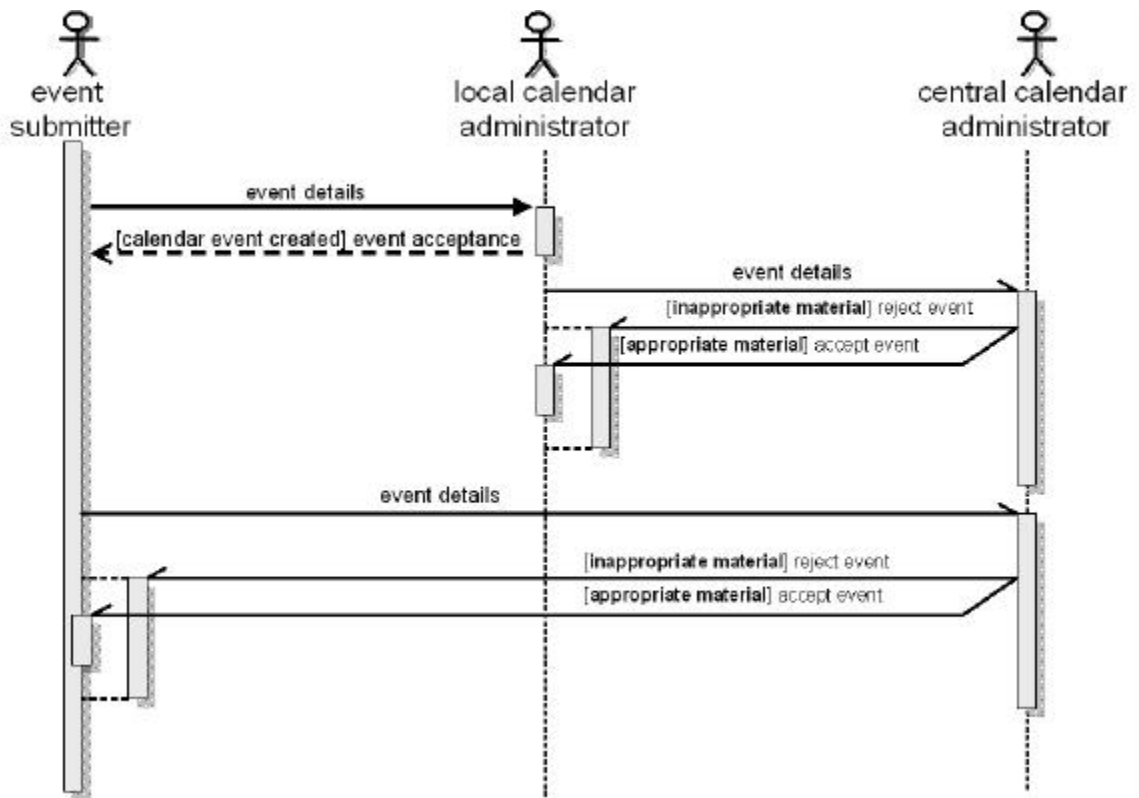 event
submitter
local calendar
administrator
central calendar
administrator
event details
[calendar event created] event acceptance
event details
[inappropriate material] reject event
[appropriate material] accept event
event details
[inappropriate material] reject event
[appropriate material] accept event